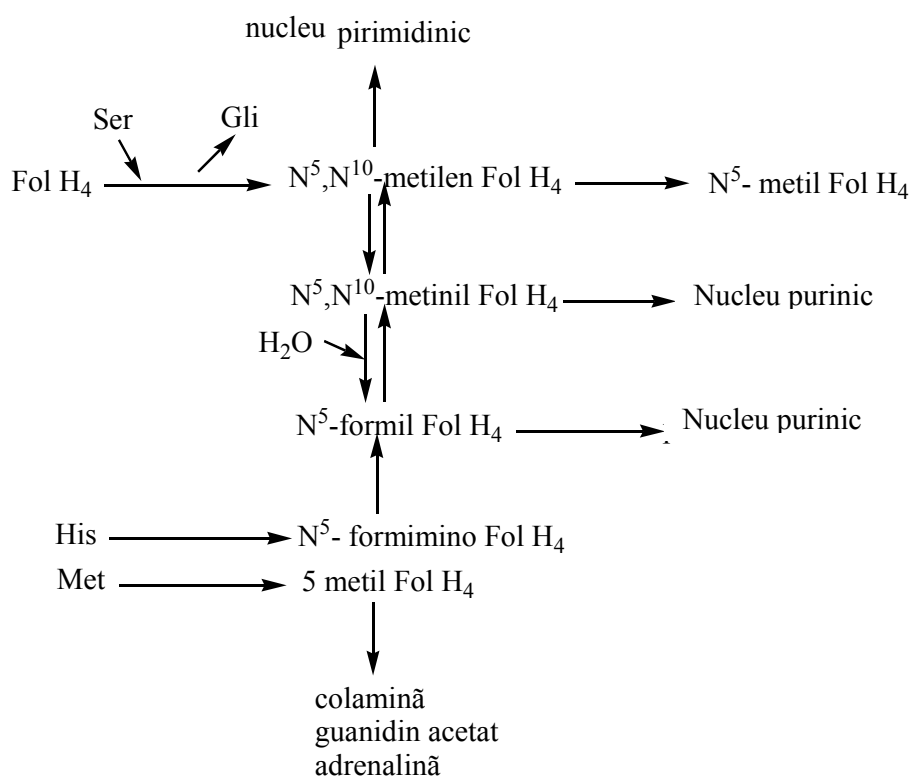 nucleu pirimidinic
Ser Gli
Fol H₄ N⁵,N¹⁰-metilen Fol H₄ N⁵- metil Fol H₄
N⁵,N¹⁰-metinil Fol H₄ Nucleu purinic
H₂O
N⁵-formil Fol H₄ Nucleu purinic
His N⁵- formimino Fol H₄
Met 5 metil Fol H₄
colaminã
guanidin acetat
adrenalinã